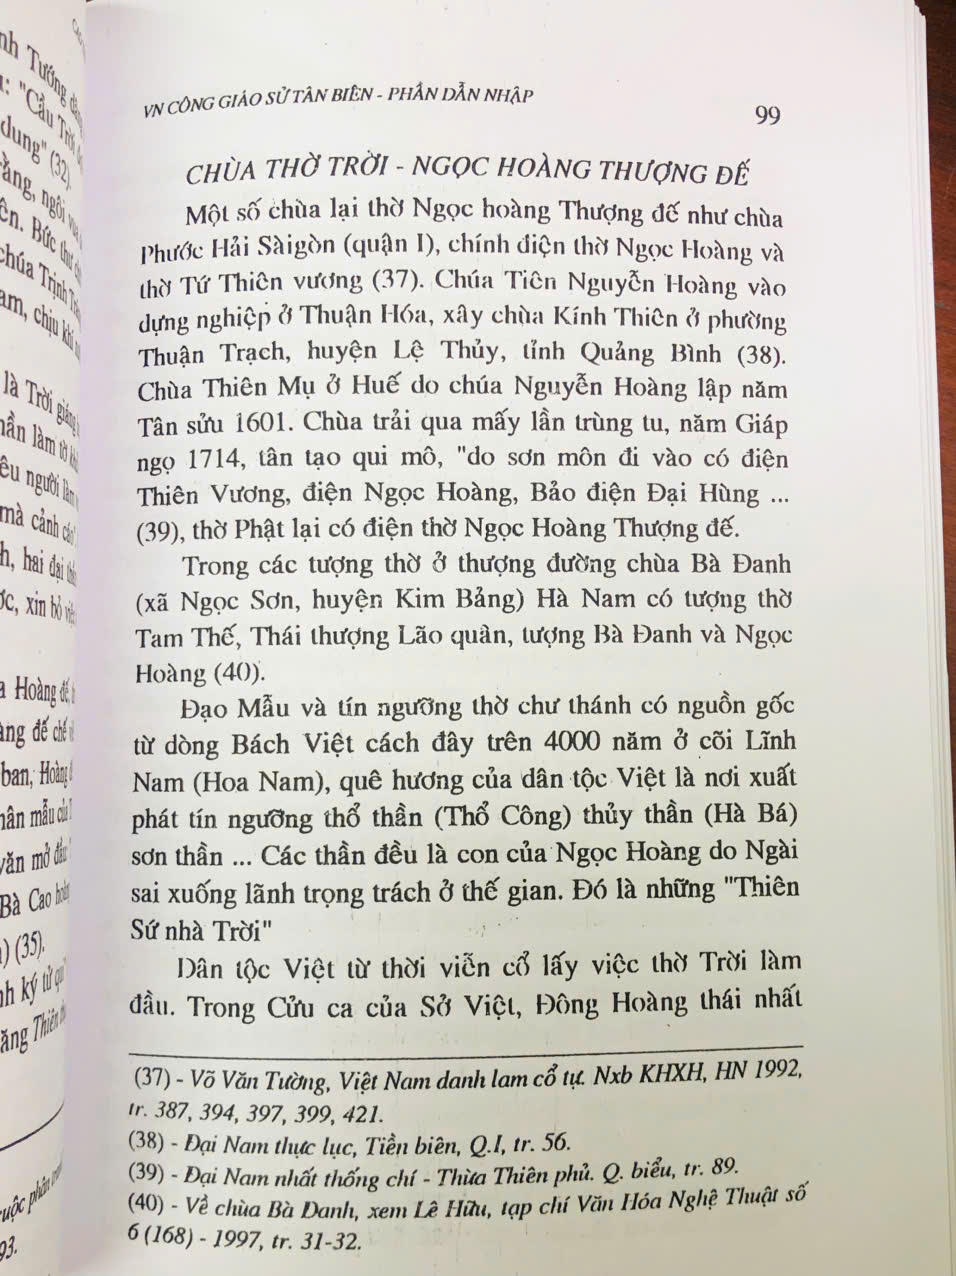 VN CÔNG GIÁO SỬ TÂN BIÊN - PHẦN DẪN NHẬP
99
CHÙA THỜ TRỜI - NGỌC HOÀNG THƯỢNG ĐẾ
Một số chùa lại thờ Ngọc hoàng Thượng đế như chùa
Phước Hải Sàigòn (quận I), chính điện thờ Ngọc Hoàng và
thờ Tứ Thiên vương (37). Chúa Tiên Nguyễn Hoàng vào
dựng nghiệp ở Thuận Hóa, xây chùa Kính Thiên ở phường
Thuận Trạch, huyện Lệ Thủy, tỉnh Quảng Bình (38).
Chùa Thiên Mụ ở Huế do chúa Nguyễn Hoàng lập năm
Tân sửu 1601. Chùa trải qua mấy lần trùng tu, năm Giáp
ngọ 1714, tân tạo qui mô, "do sơn môn đi vào có điện
Thiên Vương, điện Ngọc Hoàng, Bảo điện Đại Hùng ...
(39), thờ Phật lại có điện thờ Ngọc Hoàng Thượng đế.
Trong các tượng thờ ở thượng đường chùa Bà Đanh
(xã Ngọc Sơn, huyện Kim Bảng) Hà Nam có tượng thờ
Tam Thế, Thái thượng Lão quân, tượng Bà Đanh và Ngọc
Hoàng (40).
Đạo Mẫu và tín ngưỡng thờ chư thánh có nguồn gốc
từ dòng Bách Việt cách đây trên 4000 năm ở cõi Lĩnh
Nam (Hoa Nam), quê hương của dân tộc Việt là nơi xuất
phát tín ngưỡng thổ thần (Thổ Công) thủy thần (Hà Bá)
sơn thần ... Các thần đều là con của Ngọc Hoàng do Ngài
sai xuống lãnh trọng trách ở thế gian. Đó là những "Thiên
Sứ nhà Trời"
Dân tộc Việt từ thời viễn cổ lấy việc thờ Trời làm
đầu. Trong Cửu ca của Sở Việt, Đông Hoàng thái nhất
(37) - Võ Văn Tường, Việt Nam danh lam cổ tự. Nxb KHXH, HN 1992,
tr. 387, 394, 397, 399, 421.
(38) - Đại Nam thực lục, Tiền biên, Q.I, tr. 56.
(39) - Đại Nam nhất thống chí - Thừa Thiên phủ. Q. biểu, tr. 89.
(40) - Về chùa Bà Đanh, xem Lê Hữu, tạp chí Văn Hóa Nghệ Thuật số
6 (168) - 1997, tr. 31-32.